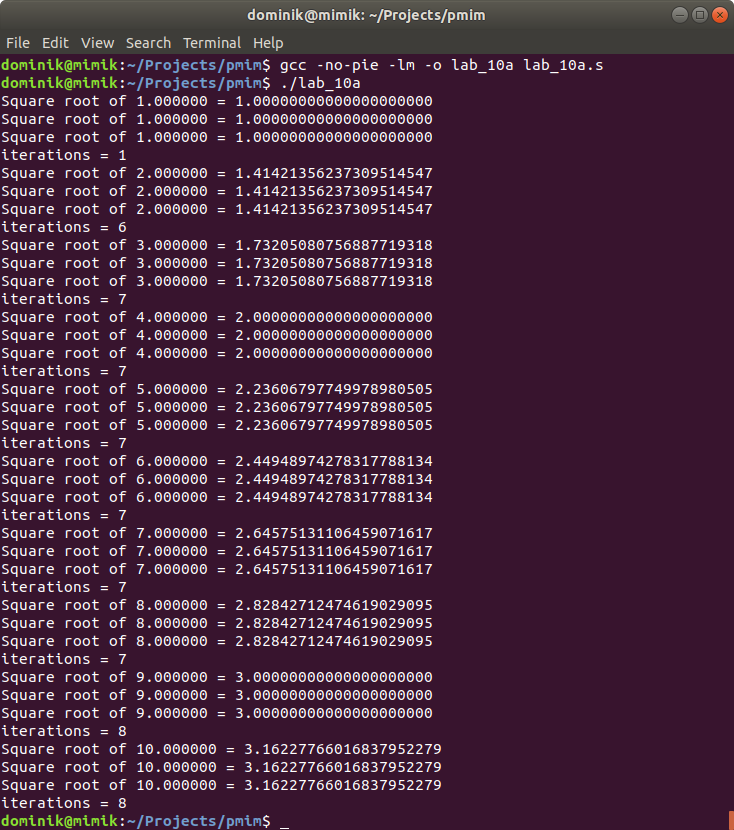 dominik@mimik: ~/Projects/pmim
File Edit View Search Terminal Help
dominik@mimik:~/Projects/pmim$ gcc -no-pie -lm -o lab_10a lab_10a.s
dominik@mimik:~/Projects/pmim$ ./lab_10a
Square root of 1.000000 = 1.00000000000000000000
Square root of 1.000000 = 1.00000000000000000000
Square root of 1.000000 = 1.00000000000000000000
iterations = 1
Square root of 2.000000 = 1.41421356237309514547
Square root of 2.000000 = 1.41421356237309514547
Square root of 2.000000 = 1.41421356237309514547
iterations = 6
Square root of 3.000000 = 1.73205080756887719318
Square root of 3.000000 = 1.73205080756887719318
Square root of 3.000000 = 1.73205080756887719318
iterations = 7
Square root of 4.000000 = 2.00000000000000000000
Square root of 4.000000 = 2.00000000000000000000
Square root of 4.000000 = 2.00000000000000000000
iterations = 7
Square root of 5.000000 = 2.23606797749978980505
Square root of 5.000000 = 2.23606797749978980505
Square root of 5.000000 = 2.23606797749978980505
iterations = 7
Square root of 6.000000 = 2.44948974278317788134
Square root of 6.000000 = 2.44948974278317788134
Square root of 6.000000 = 2.44948974278317788134
iterations = 7
Square root of 7.000000 = 2.64575131106459071617
Square root of 7.000000 = 2.64575131106459071617
Square root of 7.000000 = 2.64575131106459071617
iterations = 7
Square root of 8.000000 = 2.82842712474619029095
Square root of 8.000000 = 2.82842712474619029095
Square root of 8.000000 = 2.82842712474619029095
iterations = 7
Square root of 9.000000 = 3.00000000000000000000
Square root of 9.000000 = 3.00000000000000000000
Square root of 9.000000 = 3.00000000000000000000
iterations = 8
Square root of 10.000000 = 3.16227766016837952279
Square root of 10.000000 = 3.16227766016837952279
Square root of 10.000000 = 3.16227766016837952279
iterations = 8
dominik@mimik:~/Projects/pmim$ _